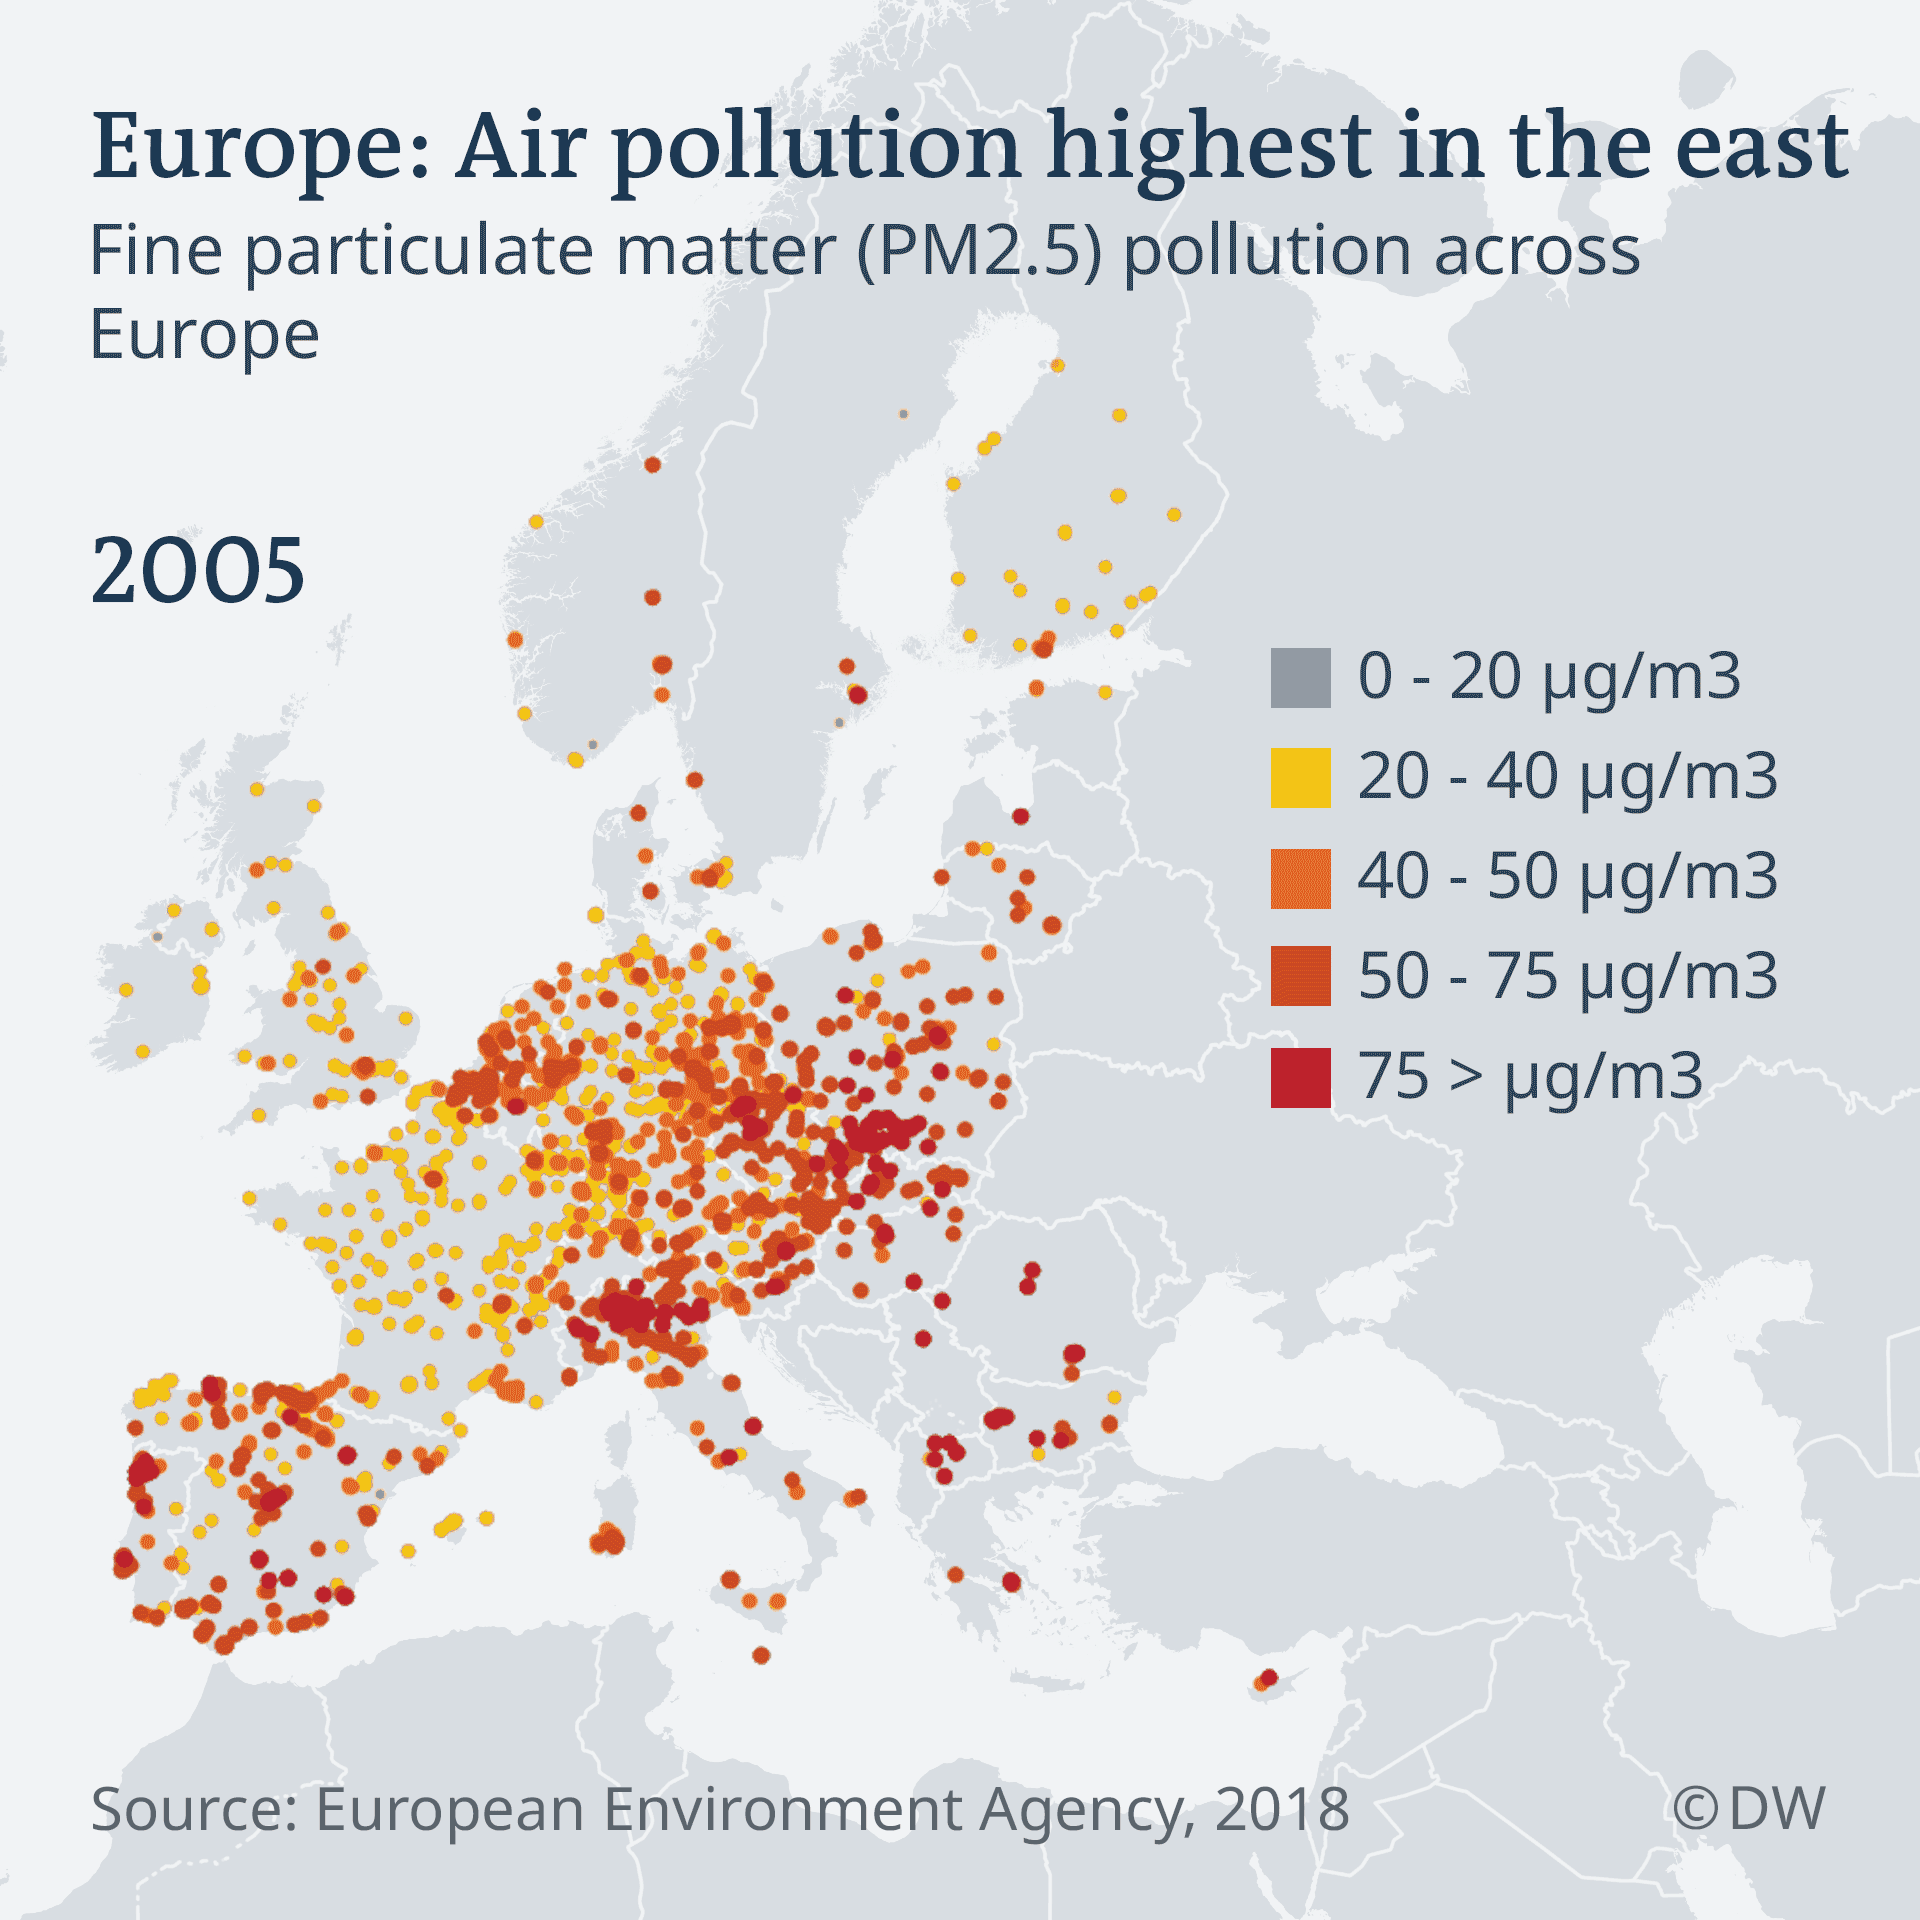 Europe: Air pollution highest in the east
Fine particulate matter (PM2.5) pollution across
Europe
2005
0 - 20 µg/m3
20 - 40 µg/m3
40 - 50 µg/m3
50 - 75 µg/m3
75 > µg/m3
Source: European Environment Agency, 2018
© DW